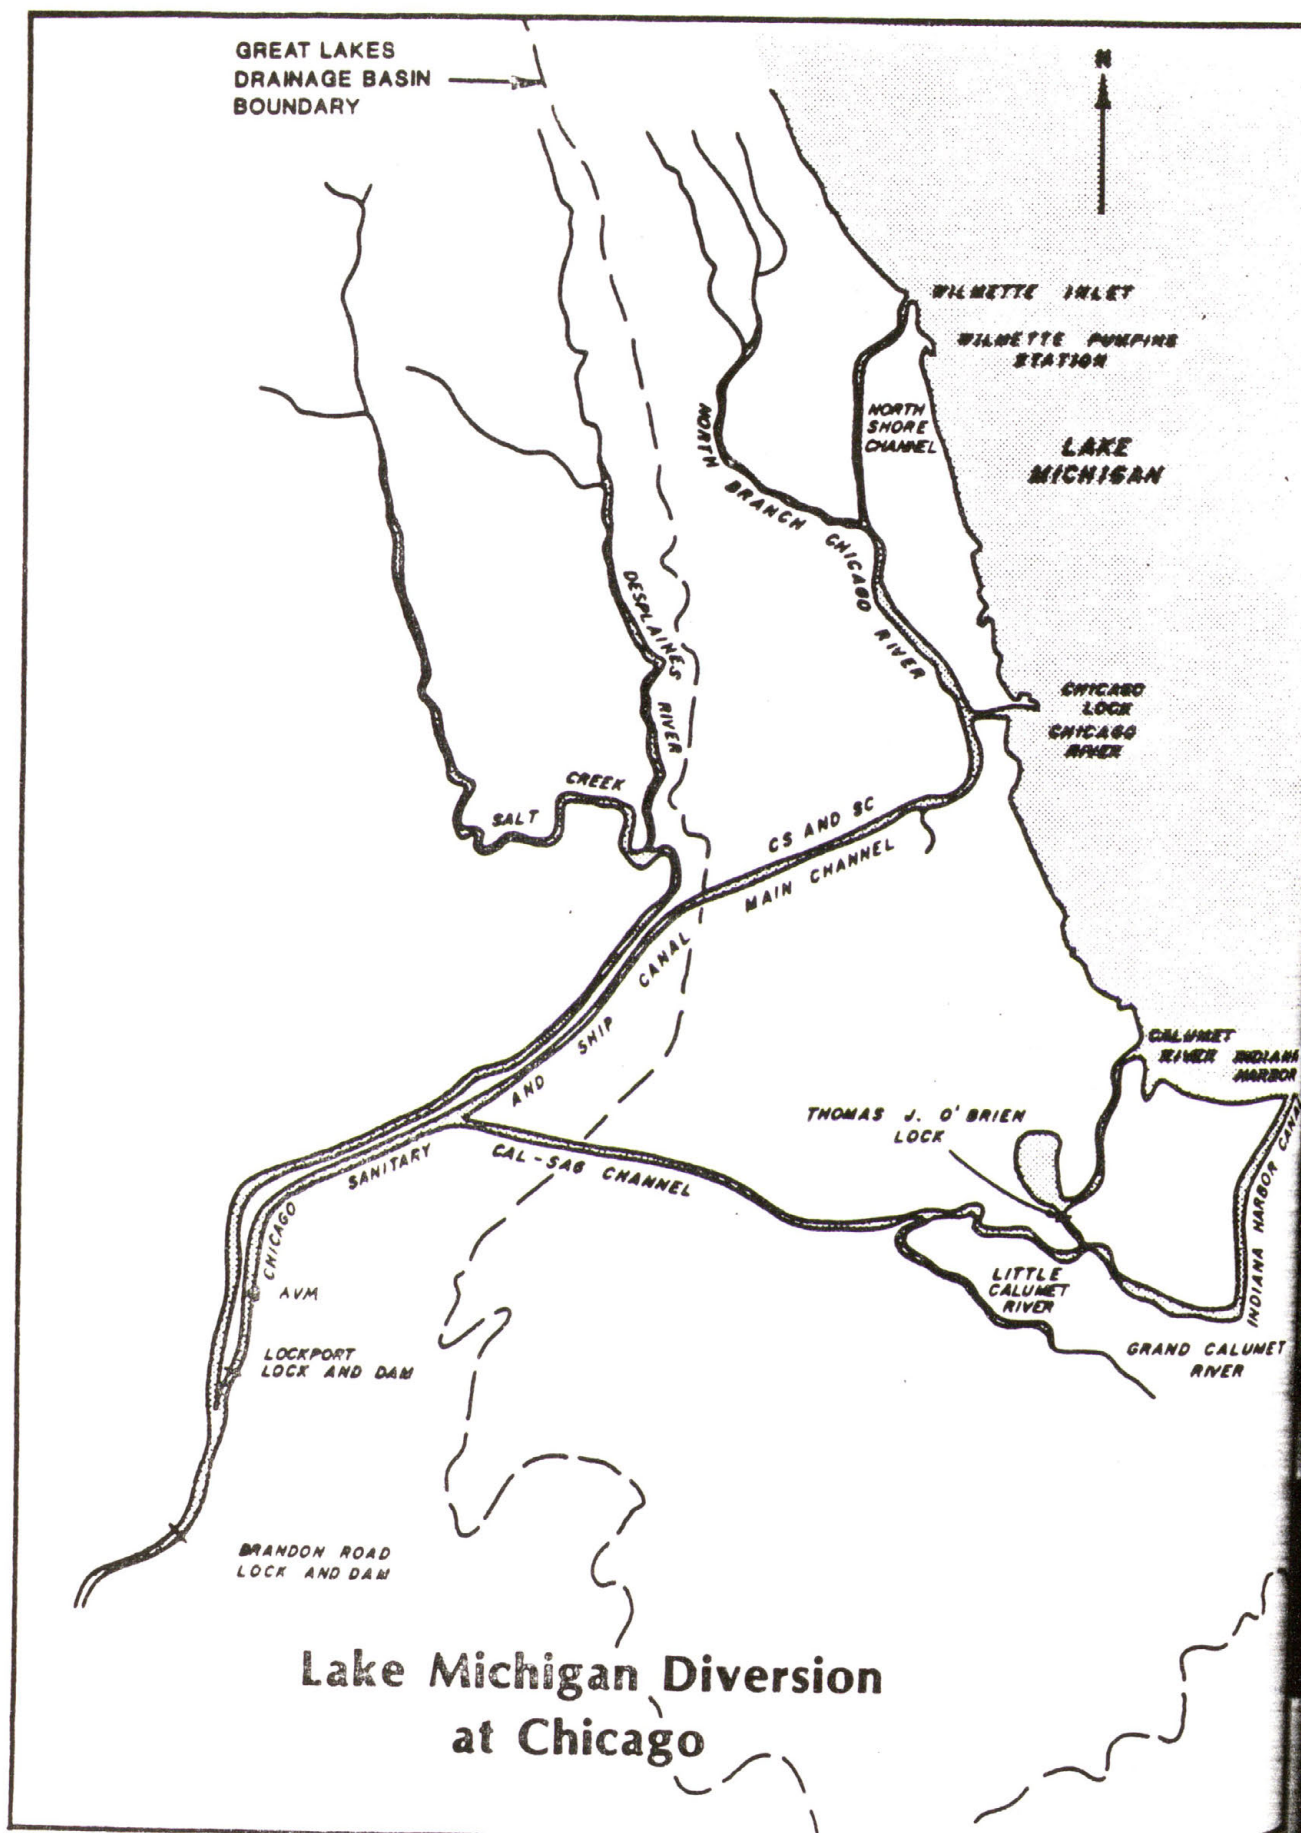 GREAT LAKES
DRAINAGE BASIN
BOUNDARY
N
WILMETTE INLET
WILMETTE PUMPING
STATION
NORTH
SHORE
CHANNEL
LAKE
MICHIGAN
NORTH BRANCH CHICAGO RIVER
DESPLAINES RIVER
CHICAGO
LOCK
CHICAGO
RIVER
SALT CREEK
CS AND SC
MAIN CHANNEL
CALUMET
RIVER
INDIANA
HARBOR
THOMAS J. O'BRIEN
LOCK
CHICAGO SANITARY AND SHIP CANAL
CAL-SAG CHANNEL
INDIANA HARBOR CANA
AVM
LITTLE
CALUMET
RIVER
LOCKPORT
LOCK AND DAM
GRAND CALUMET
RIVER
BRANDON ROAD
LOCK AND DAM
Lake Michigan Diversion
at Chicago